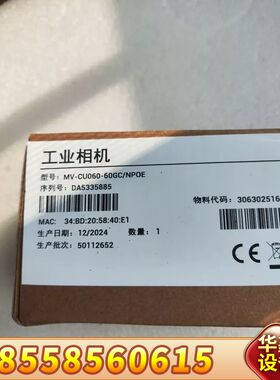 工业相机
型号: MV-CU060-60GC/NPOE
序列号: DA5335885
MAC: 34:BD:20:58:40:E1
物料代码: 306302516
生产日期: 12/2024 数量: 1
生产批次: 50112652
CE
18558560615